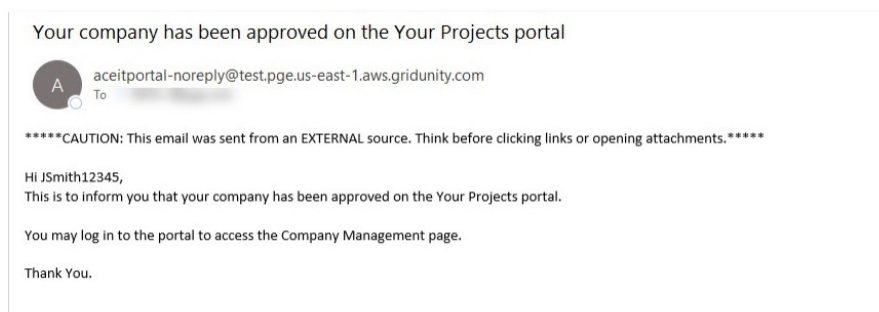 Your company has been approved on the Your Projects portal
A
aceitportal-noreply@test.pge.us-east-1.aws.gridunity.com
To
*****CAUTION: This email was sent from an EXTERNAL source. Think before clicking links or opening attachments.*****
Hi JSmith12345,
This is to inform you that your company has been approved on the Your Projects portal.
You may log in to the portal to access the Company Management page.
Thank You.